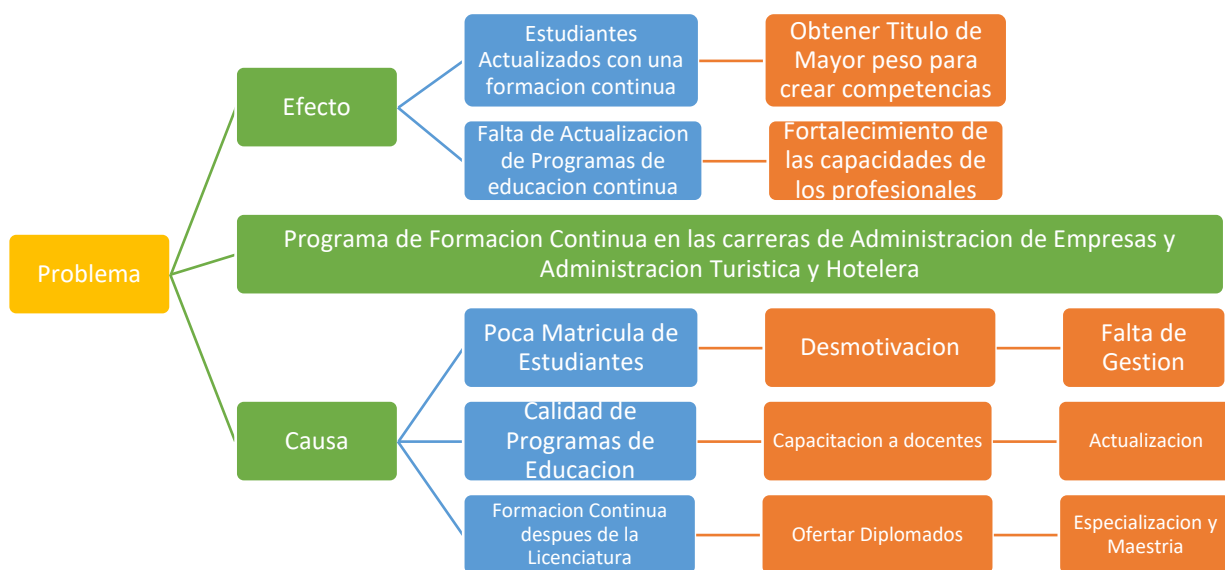 Problema
Efecto
Estudiantes
Actualizados con una
formacion continua
Obtener Titulo de
Mayor peso para
crear competencias
Falta de Actualizacion
de Programas de
educacion continua
Fortalecimiento de
las capacidades de
los profesionales
Programa de Formacion Continua en las carreras de Administracion de Empresas y
Administracion Turistica y Hotelera
Causa
Poca Matricula de
Estudiantes
Desmotivacion
Falta de
Gestion
Calidad de
Programas de
Educacion
Capacitacion a docentes
Actualizacion
Formacion Continua
despues de la
Licenciatura
Ofertar Diplomados
Especializacion y
Maestria